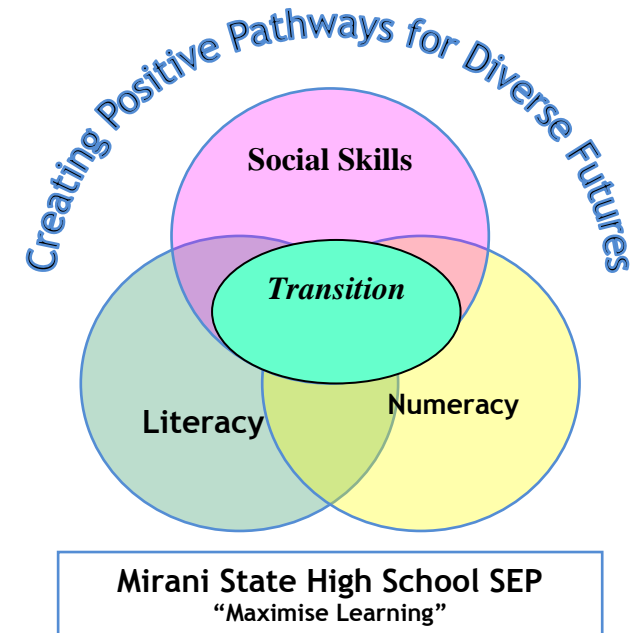 Creating Positive Pathways for Diverse Futures
Social Skills
Transition
Literacy
Numeracy
Mirani State High School SEP
“Maximise Learning”